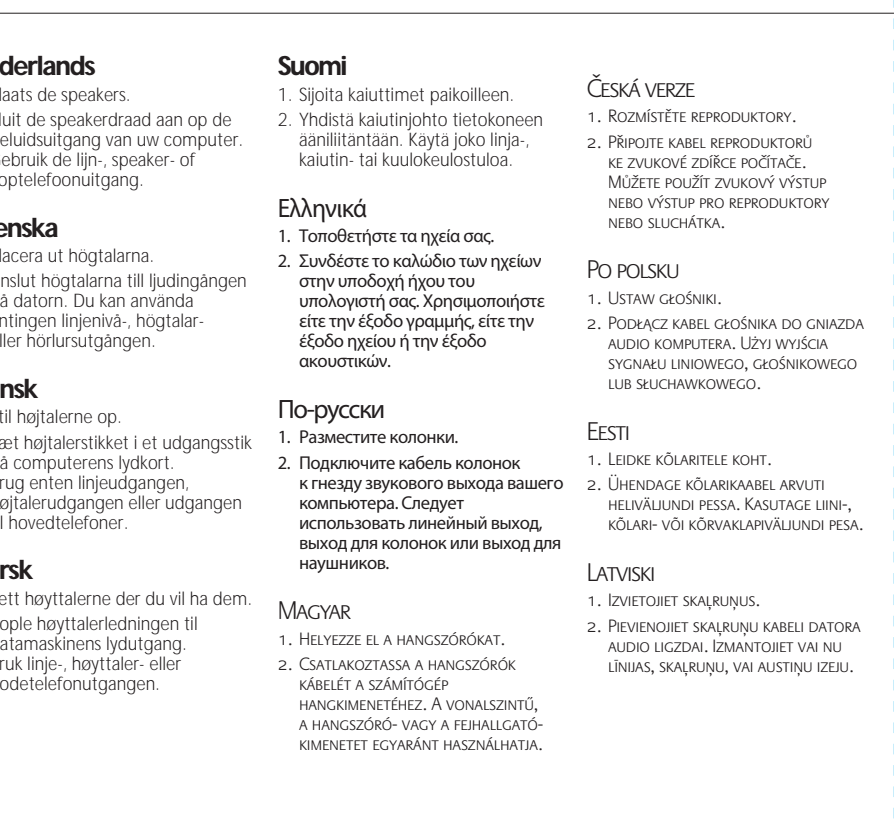 derlands
laats de speakers.
luit de speakerdraad aan op de
eluidsuitgang van uw computer.
ebruik de lijn-, speaker- of
optelefoonuitgang.
enska
lacera ut högtalarna.
nslut högtalarna till ljudingången
å datorn. Du kan använda
ntingen linjenivå-, högtalar-
ller hörlursutgången.
nsk
til højtalerne op.
æt højtalerstikket i et udgangsstik
å computerens lydkort.
rug enten linjeudgangen,
øjtalerudgangen eller udgangen
l hovedtelefoner.
rsk
ett høyttalerne der du vil ha dem.
ople høyttalerledningen til
atamaskinens lydutgang.
ruk linje-, høyttaler- eller
odetelefonutgangen.
Suomi
1. Sijoita kaiuttimet paikoilleen.
2. Yhdistä kaiutinjohto tietokoneen
ääniliitäntään. Käytä joko linja-,
kaiutin- tai kuulokeulostuloa.
Ελληνικά
1. Τοποθετήστε τα ηχεία σας.
2. Συνδέστε το καλώδιο των ηχείων
στην υποδοχή ήχου του
υπολογιστή σας. Χρησιμοποιήστε
είτε την έξοδο γραμμής, είτε την
έξοδο ηχείου ή την έξοδο
ακουστικών.
По-русски
1. Разместите колонки.
2. Подключите кабель колонок
к гнезду звукового выхода вашего
компьютера. Следует
использовать линейный выход,
выход для колонок или выход для
наушников.
Magyar
1. Helyezze el a hangszórókat.
2. Csatlakoztassa a hangszórók
kábelét a számítógép
hangkimenetéhez. A vonalszintű,
a hangszóró- vagy a fejhallgató-
kimenetet egyaránt használhatja.
Česká verze
1. Rozmístěte reproduktory.
2. Připojte kabel reproduktorů
ke zvukové zdířce počítače.
Můžete použít zvukový výstup
nebo výstup pro reproduktory
nebo sluchátka.
Po polsku
1. Ustaw głośniki.
2. Podłącz kabel głośnika do gniazda
audio komputera. Użyj wyjścia
sygnału liniowego, głośnikowego
lub słuchawkowego.
Eesti
1. Leidke kõlaritele koht.
2. Ühendage kõlarikaabel arvuti
heliväljundi pessa. Kasutage liini-,
kõlari- või kõrvaklapiväljundi pesa.
Latviski
1. Izvietojiet skaļruņus.
2. Pievienojiet skaļruņu kabeli datora
audio ligzdai. Izmantojiet vai nu
līnijas, skaļruņu, vai austiņu izeju.